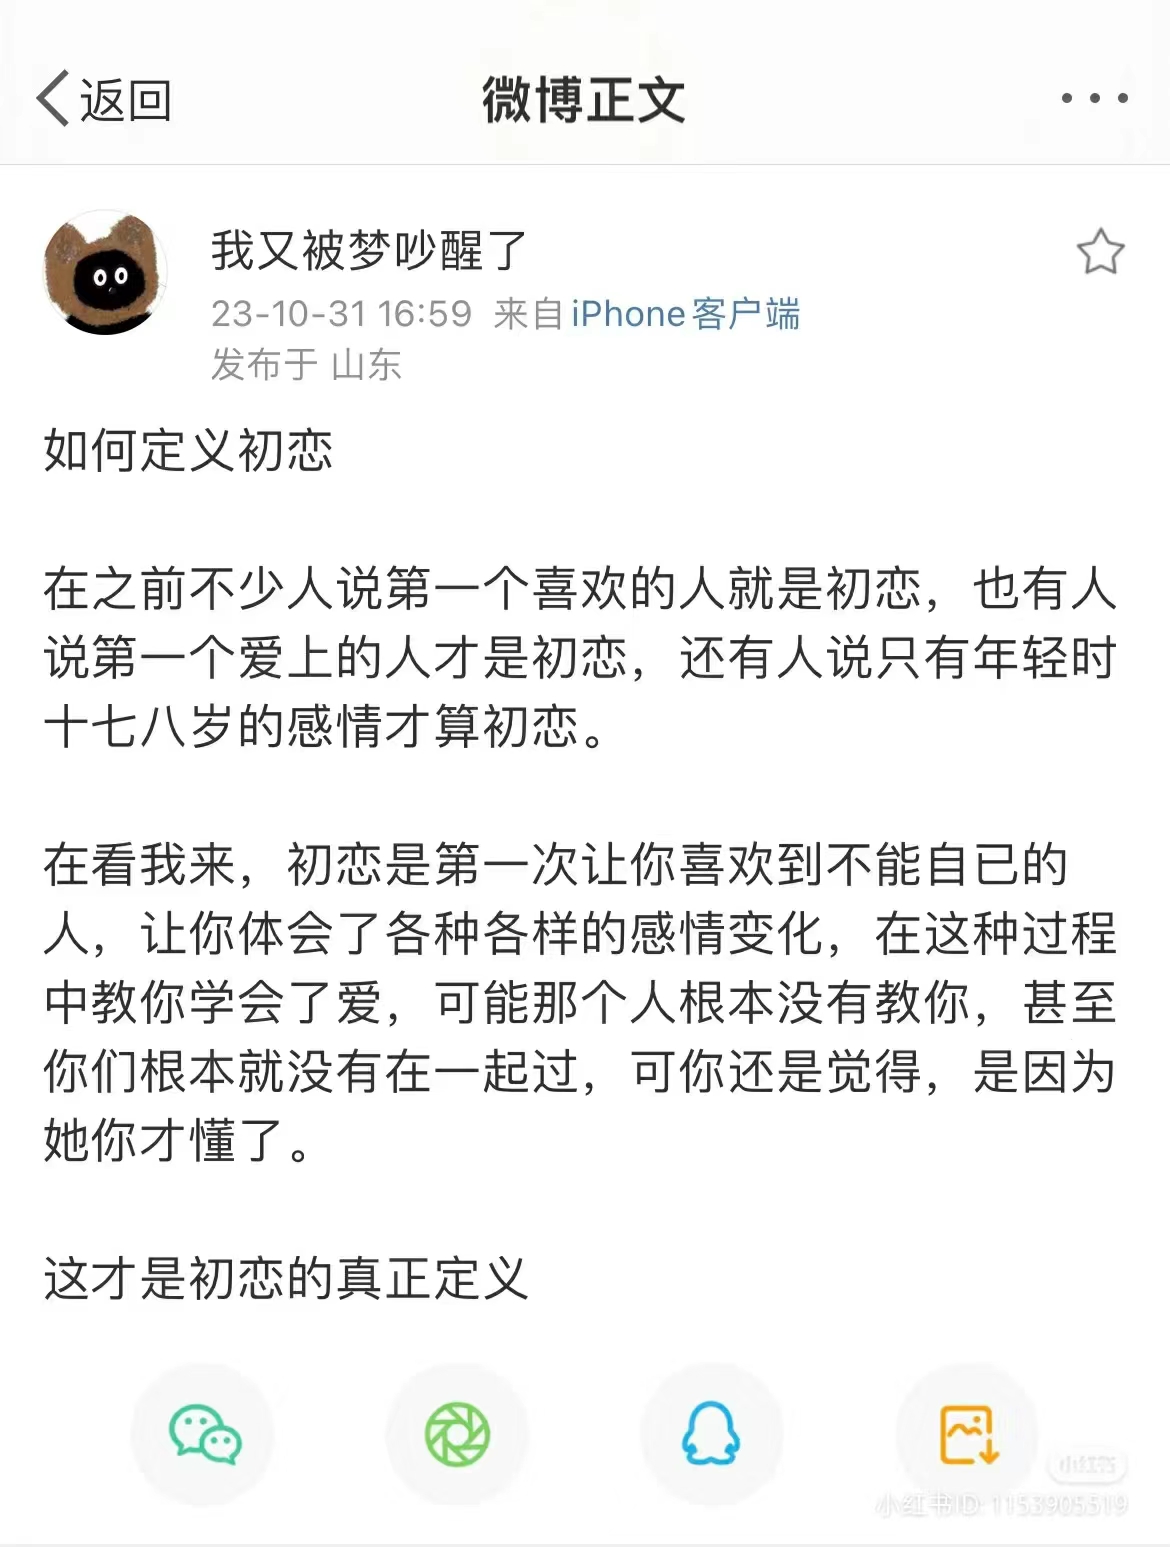 返回
微博正文
我又被梦吵醒了
23-10-31 16:59 来自 iPhone客户端
发布于 山东
如何定义初恋
在之前不少人说第一个喜欢的人就是初恋，也有人
说第一个爱上的人才是初恋，还有人说只有年轻时
十七八岁的感情才算初恋。
在看我来，初恋是第一次让你喜欢到不能自已的
人，让你体会了各种各样的感情变化，在这种过程
中教你学会了爱，可能那个人根本没有教你，甚至
你们根本就没有在一起过，可你还是觉得，是因为
她你才懂了。
这才是初恋的真正定义
小红书
小红书ID: 1153905519